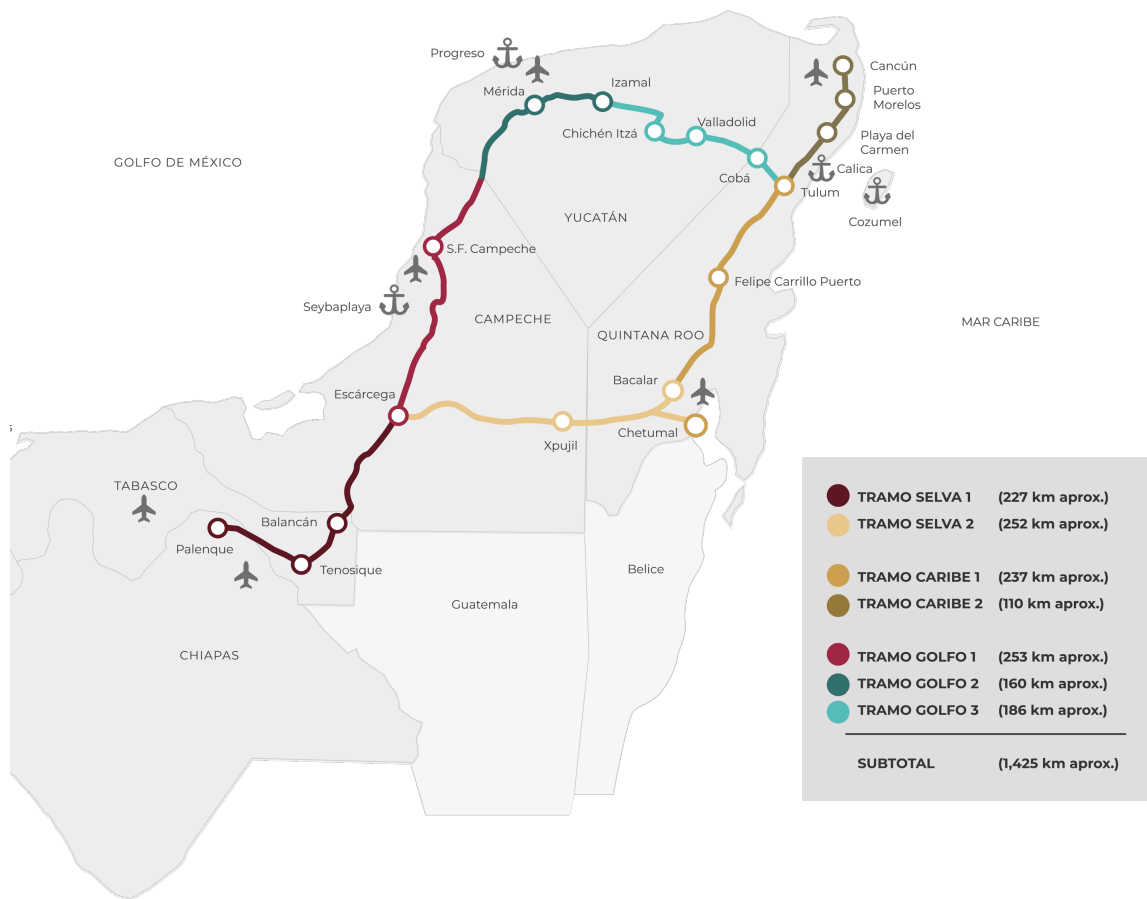 Progreso
Mérida
Izamal
Cancún
Puerto
Morelos
Chichén Itzá
Valladolid
Playa del
Carmen
GOLFO DE MÉXICO
Cobá
Calica
Tulum
Cozumel
YUCATÁN
S.F. Campeche
Felipe Carrillo Puerto
Seybaplaya
CAMPECHE
QUINTANA ROO
MAR CARIBE
Bacalar
Escárcega
s
Xpujil
Chetumal
TABASCO
Balancán
Palenque
Tenosique
Belice
Guatemala
CHIAPAS
TRAMO SELVA 1 (227 km aprox.)
TRAMO SELVA 2 (252 km aprox.)
TRAMO CARIBE 1 (237 km aprox.)
TRAMO CARIBE 2 (110 km aprox.)
TRAMO GOLFO 1 (253 km aprox.)
TRAMO GOLFO 2 (160 km aprox.)
TRAMO GOLFO 3 (186 km aprox.)
SUBTOTAL (1,425 km aprox.)